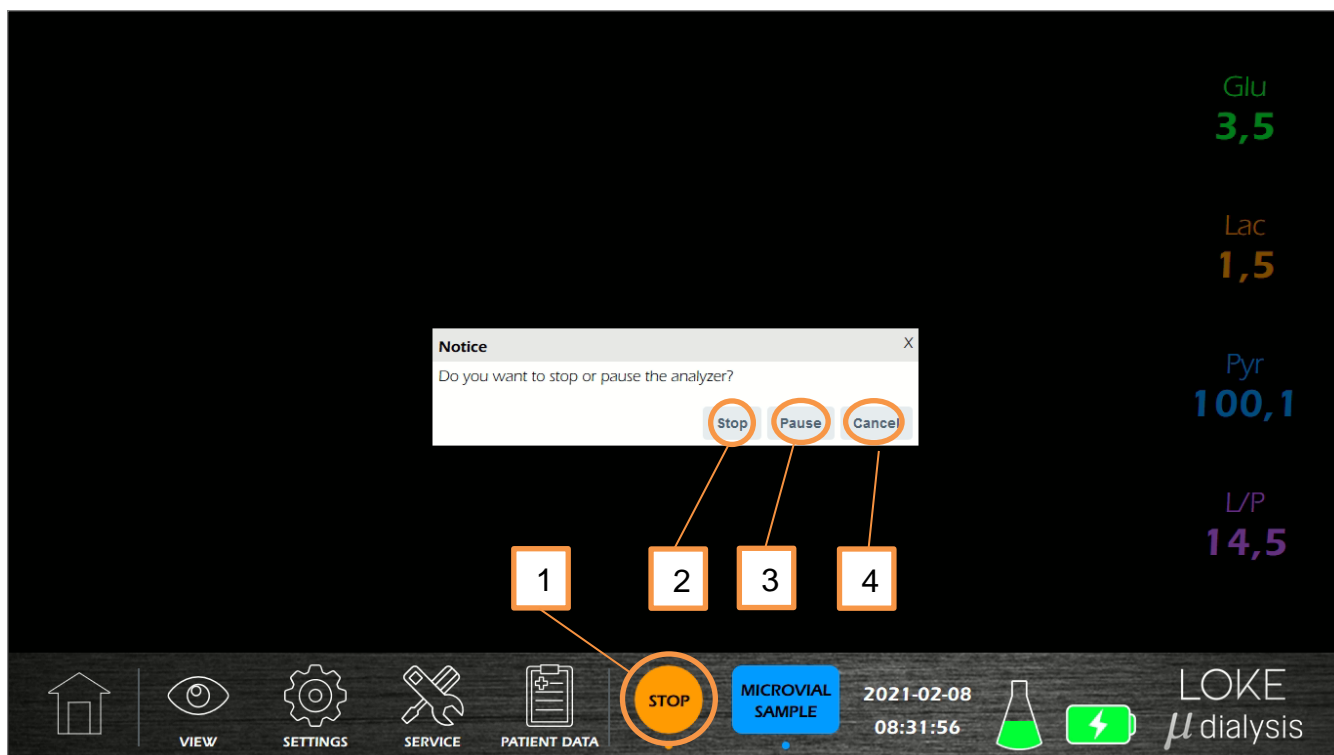 Glu
3,5
Lac
1,5
Notice
X
Do you want to stop or pause the analyzer?
Pyr
100,1
Stop
Pause
Cancel
L/P
14,5
1
2
3
4
VIEW
SETTINGS
SERVICE
PATIENT DATA
STOP
MICROVIAL
SAMPLE
2021-02-08
08:31:56
LOKE
μ dialysis